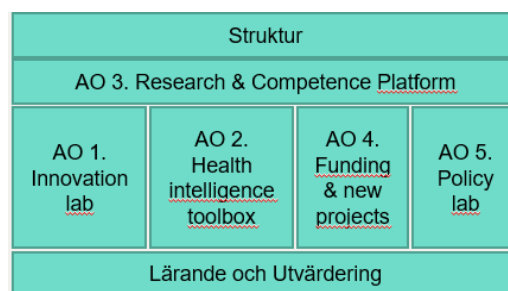 Struktur
AO 3. Research & Competence Platform
AO 1.
Innovation
lab
AO 2.
Health
intelligence
toolbox
AO 4.
Funding
& new
projects
AO 5.
Policy
lab
Lärande och Utvärdering